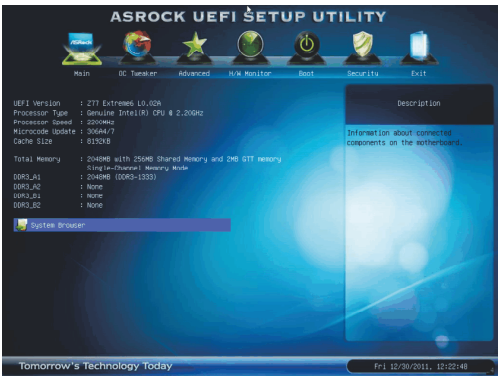 ASROCK UEFI SETUP UTILITY
ASRock
Main
OC Tweaker
Advanced
H/W Monitor
Boot
Security
Exit
UEFI Version : Z77 Extreme6 L0.02A
Processor Type : Genuine Intel(R) CPU @ 2.20GHz
Processor Speed : 2200MHz
Microcode Update : 306A4/7
Cache Size : 8192KB
Total Memory : 2048MB with 256MB Shared Memory and 2MB GTT memory
Single-Channel Memory Mode
DDR3_A1 : 2048MB (DDR3-1333)
DDR3_A2 : None
DDR3_B1 : None
DDR3_B2 : None
System Browser
Description
Information about connected
components on the motherboard.
Tomorrow's Technology Today
Fri 12/30/2011, 12:22:48